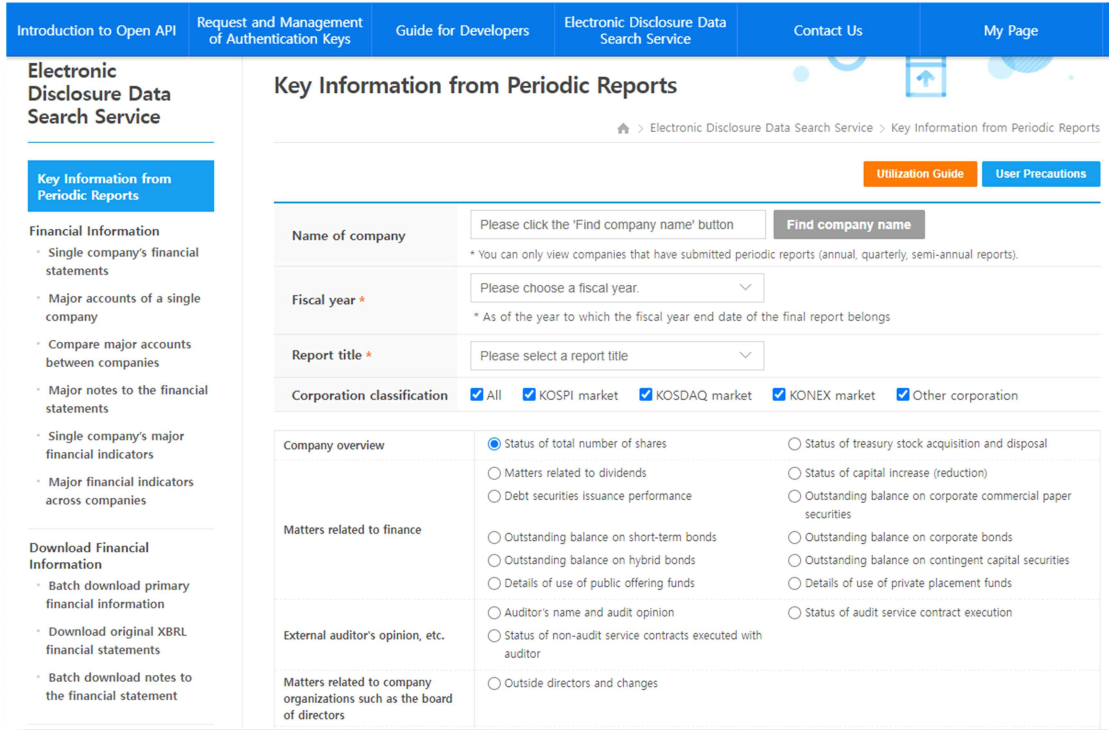 Introduction to Open API
Request and Management
of Authentication Keys
Guide for Developers
Electronic Disclosure Data
Search Service
Contact Us
My Page
Electronic
Disclosure Data
Search Service
Key Information from
Periodic Reports
Financial Information
Single company's financial
statements
Major accounts of a single
company
Compare major accounts
between companies
Major notes to the financial
statements
Single company's major
financial indicators
Major financial indicators
across companies
Download Financial
Information
Batch download primary
financial information
Download original XBRL
financial statements
Batch download notes to
the financial statement
Key Information from Periodic Reports
> Electronic Disclosure Data Search Service > Key Information from Periodic Reports
Utilization Guide
User Precautions
Name of company
Please click the 'Find company name' button
Find company name
* You can only view companies that have submitted periodic reports (annual, quarterly, semi-annual reports).
Fiscal year *
Please choose a fiscal year.
* As of the year to which the fiscal year end date of the final report belongs
Report title *
Please select a report title
Corporation classification
All
KOSPI market
KOSDAQ market
KONEX market
Other corporation
Company overview
Status of total number of shares
Status of treasury stock acquisition and disposal
Matters related to finance
Matters related to dividends
Status of capital increase (reduction)
Debt securities issuance performance
Outstanding balance on corporate commercial paper
securities
Outstanding balance on short-term bonds
Outstanding balance on corporate bonds
Outstanding balance on hybrid bonds
Outstanding balance on contingent capital securities
Details of use of public offering funds
Details of use of private placement funds
External auditor's opinion, etc.
Auditor's name and audit opinion
Status of audit service contract execution
Status of non-audit service contracts executed with
auditor
Matters related to company
organizations such as the board
of directors
Outside directors and changes